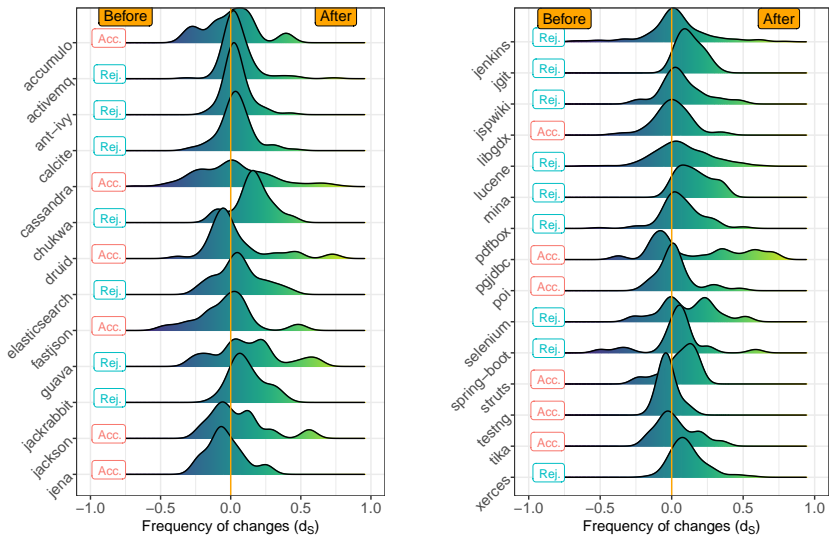 Before After
accumulo Acc.
activemq Rej.
ant−ivy Rej.
calcite Rej.
cassandra Acc.
chukwa Rej.
druid Acc.
elasticsearch Rej.
fastjson Acc.
guava Rej.
jackrabbit Rej.
jackson Acc.
jena Acc.
−1.0 −0.5 0.0 0.5 1.0
Frequency of changes (dS)
Before After
jenkins Rej.
jgit Rej.
jspwiki Rej.
libgdx Acc.
lucene Rej.
mina Rej.
pdfbox Rej.
pgjdbc Acc.
poi Acc.
selenium Rej.
spring−boot Rej.
struts Acc.
testng Acc.
tika Acc.
xerces Rej.
−1.0 −0.5 0.0 0.5 1.0
Frequency of changes (dS)